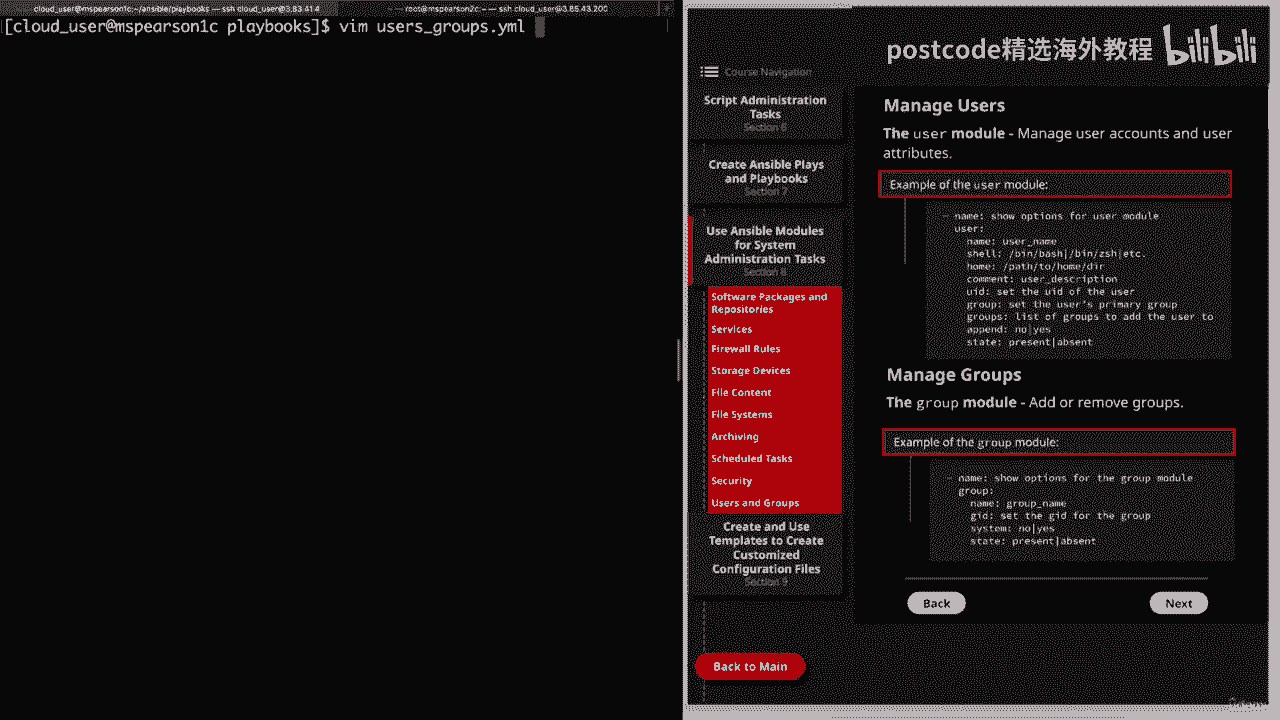 cloud_user@mspearson1c:~/ansible/playbooks — ssh cloud_user@3.83.41.4
root@mspearson2c:~ — ssh cloud_user@3.85.43.200
[cloud_user@mspearson1c playbooks]$ vim users_groups.yml
postcode精选海外教程 bilibili
Course Navigation
Script Administration
Tasks
Section 6
Create Ansible Plays
and Playbooks
Section 7
Use Ansible Modules
for System
Administration Tasks
Section 8
Software Packages and
Repositories
Services
Firewall Rules
Storage Devices
File Content
File Systems
Archiving
Scheduled Tasks
Security
Users and Groups
Create and Use
Templates to Create
Customized
Configuration Files
Section 9
Back to Main
Manage Users
The user module - Manage user accounts and user
attributes.
Example of the user module:
- name: show options for user module
user:
name: user_name
shell: /bin/bash|/bin/zsh|etc.
home: /path/to/home/dir
comment: user_description
uid: set the uid of the user
group: set the user's primary group
groups: list of groups to add the user to
append: no|yes
state: present|absent
Manage Groups
The group module - Add or remove groups.
Example of the group module:
- name: show options for the group module
group:
name: group_name
gid: set the gid for the group
system: no|yes
state: present|absent
Back
Next